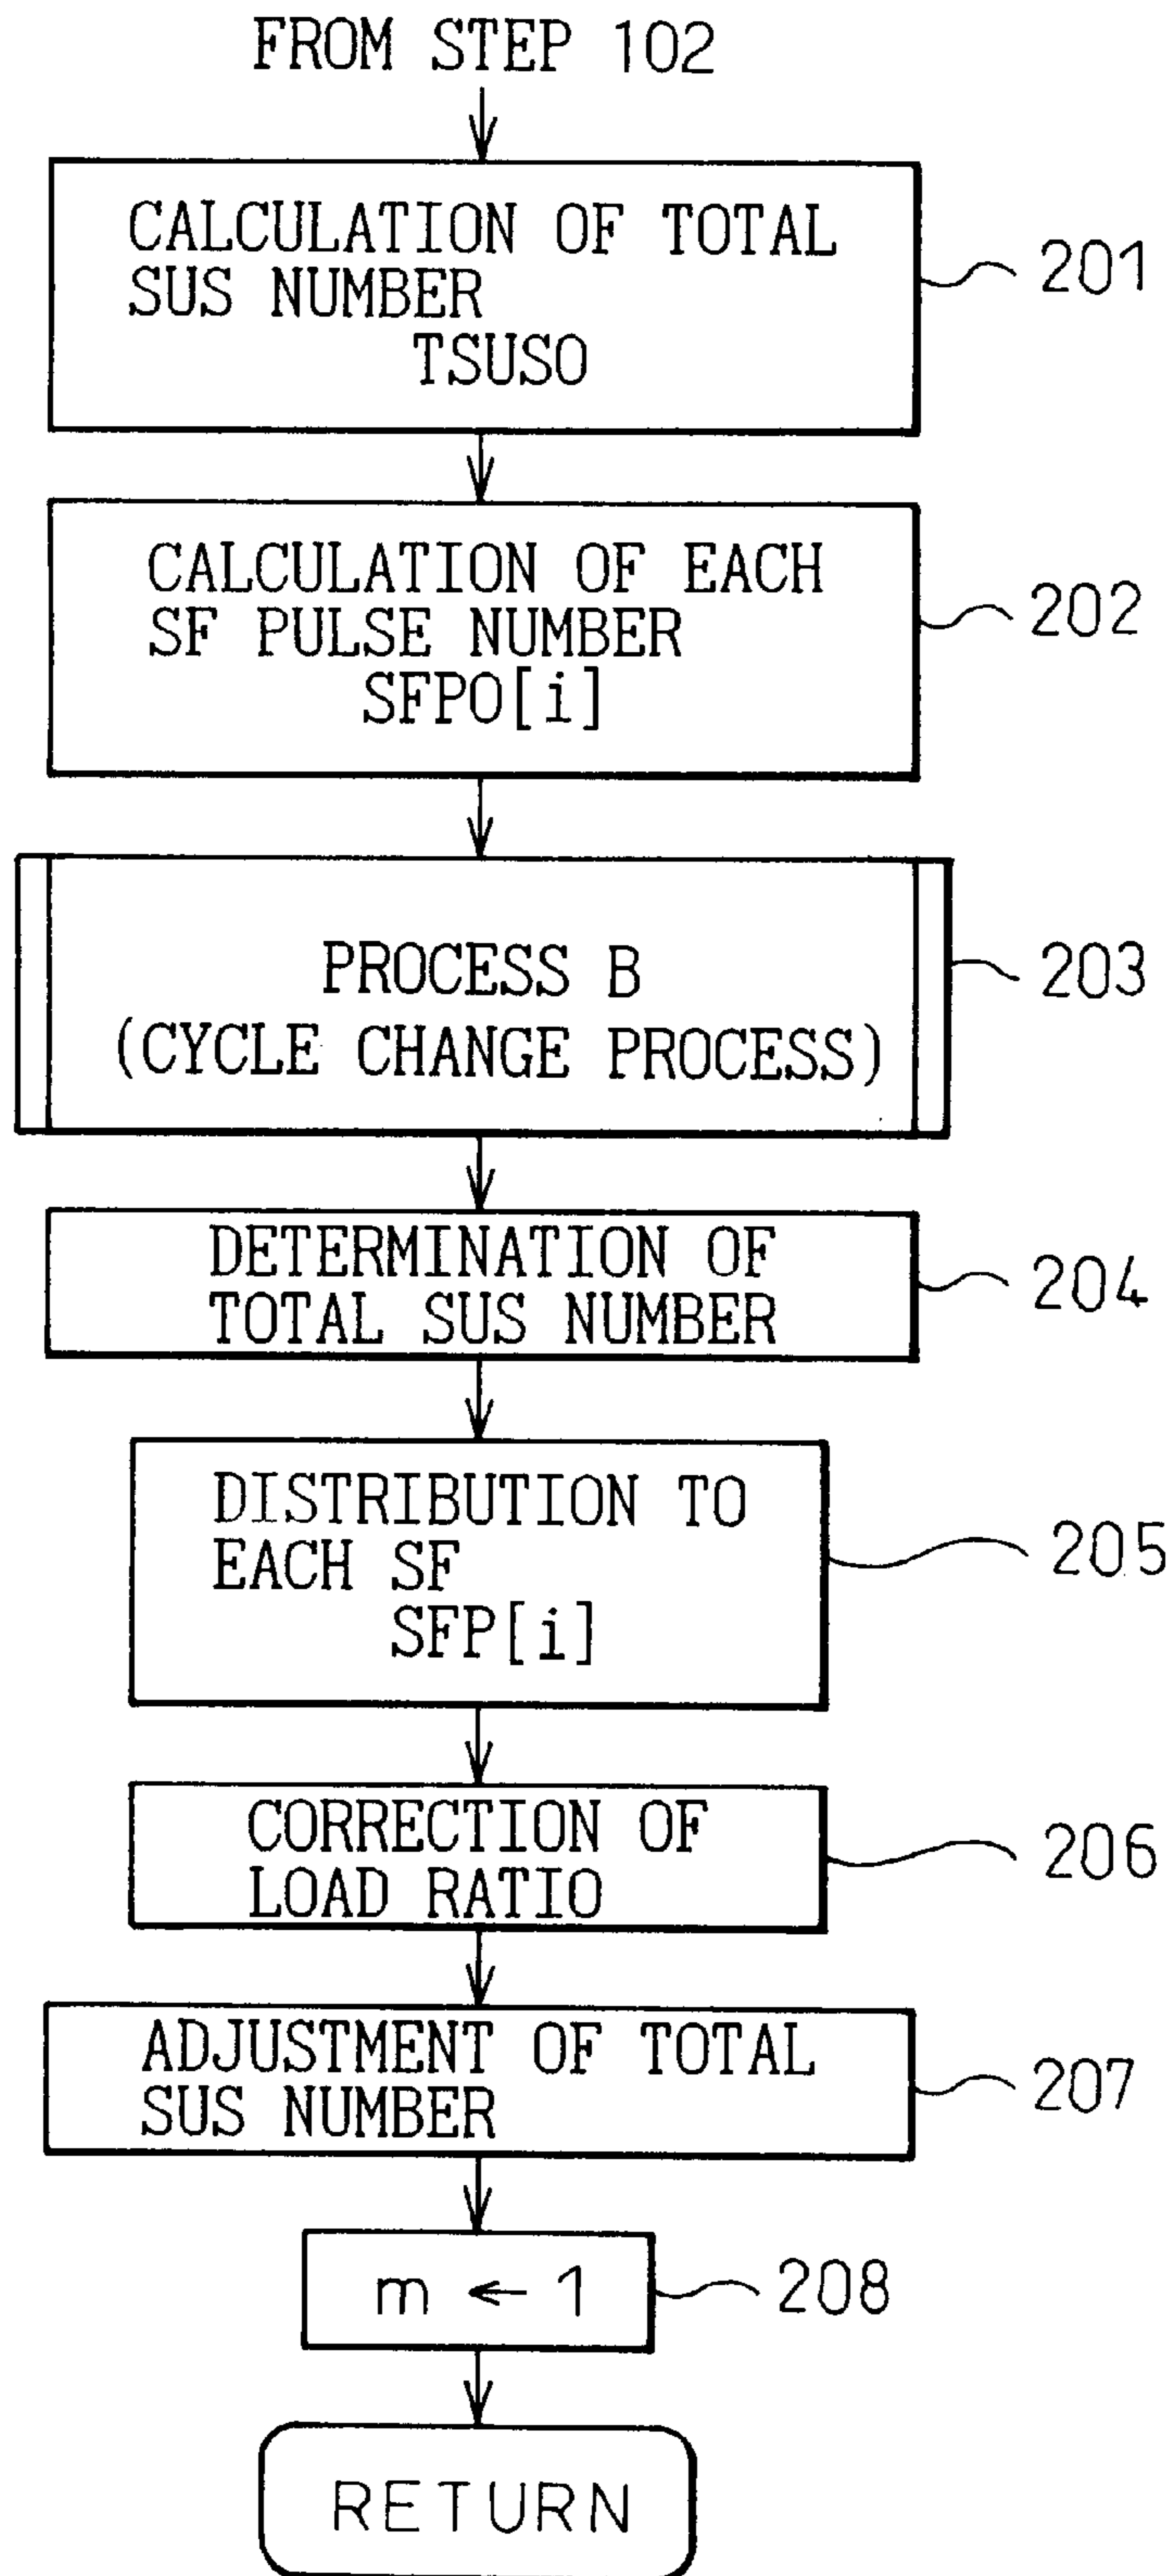 FROM STEP 102
CALCULATION OF TOTAL
SUS NUMBER
TSUSO
201
CALCULATION OF EACH
SF PULSE NUMBER
SFPO[i]
202
PROCESS B
(CYCLE CHANGE PROCESS)
203
DETERMINATION OF
TOTAL SUS NUMBER
204
DISTRIBUTION TO
EACH SF
SFP[i]
205
CORRECTION OF
LOAD RATIO
206
ADJUSTMENT OF TOTAL
SUS NUMBER
207
m ← 1
208
RETURN